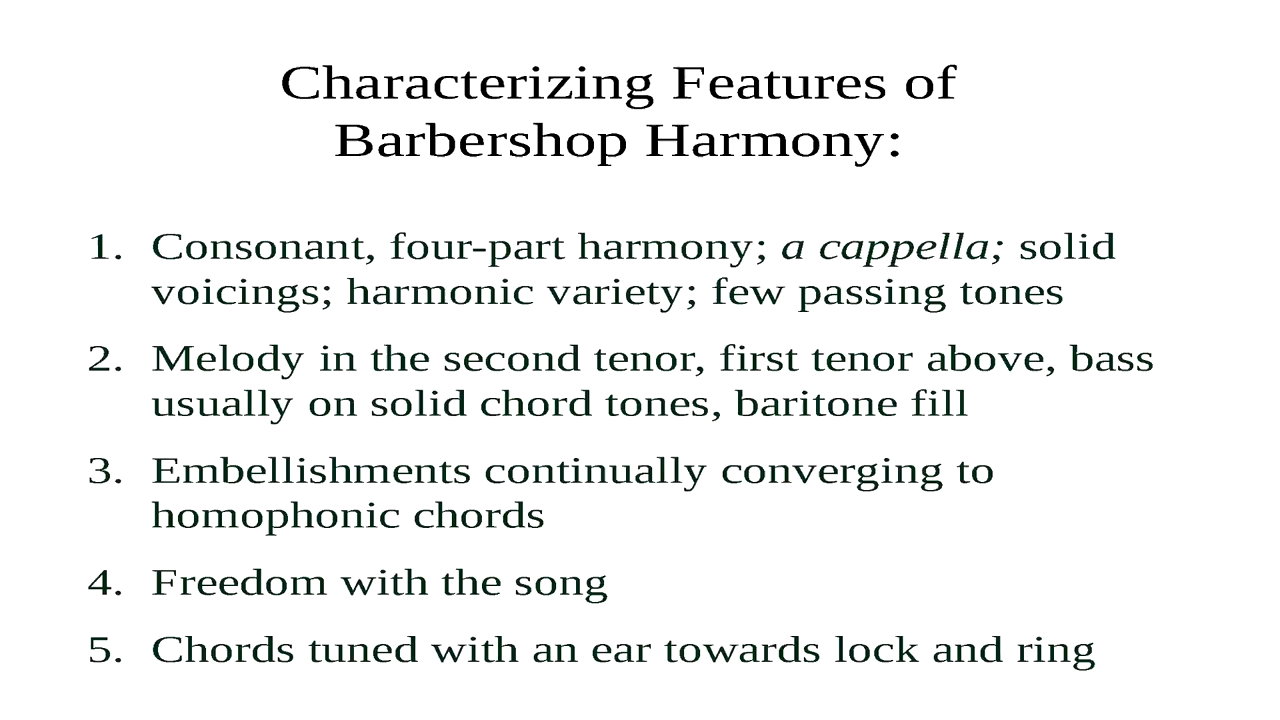 Characterizing Features of
Barbershop Harmony:
1. Consonant, four-part harmony; a cappella; solid
voicings; harmonic variety; few passing tones
2. Melody in the second tenor, first tenor above, bass
usually on solid chord tones, baritone fill
3. Embellishments continually converging to
homophonic chords
4. Freedom with the song
5. Chords tuned with an ear towards lock and ring